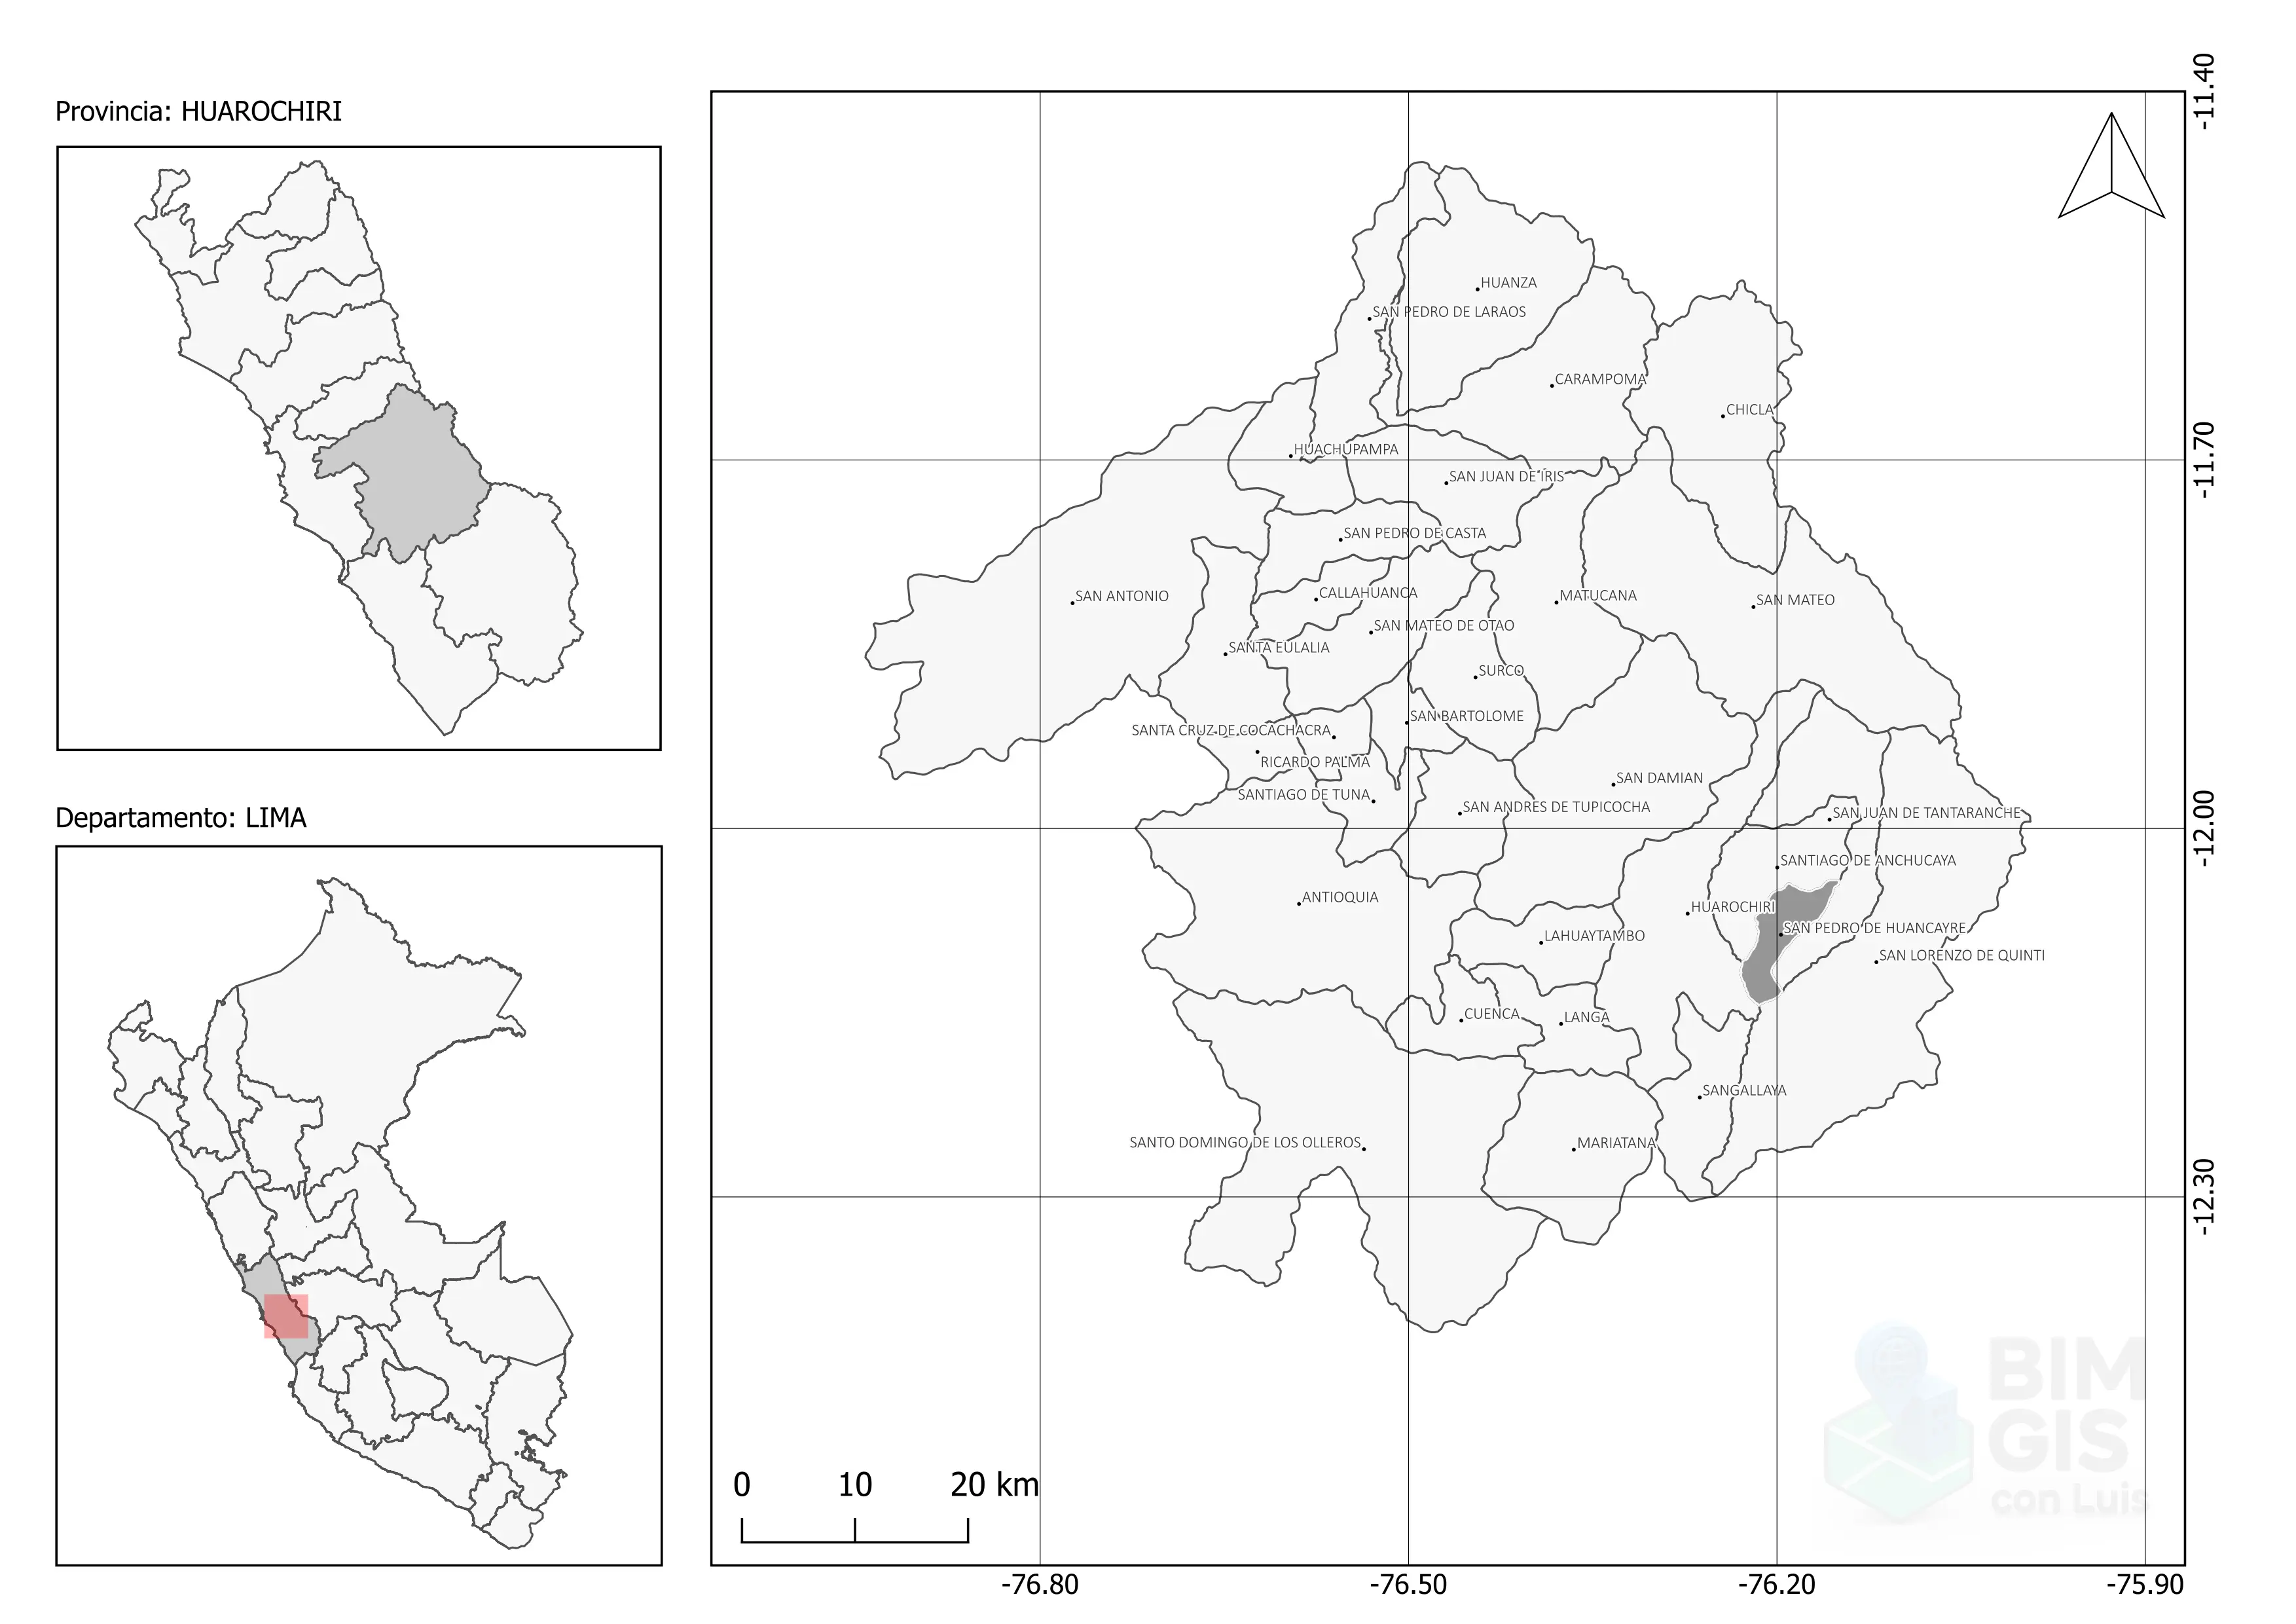 Provincia: HUAROCHIRI
Departamento: LIMA
HUANZA
SAN PEDRO DE LARAOS
CARAMPOMA
CHICLA
HUACHUPAMPA
SAN JUAN DE IRIS
SAN PEDRO DE CASTA
SAN ANTONIO
CALLAHUANCA
MATUCANA
SAN MATEO
SAN MATEO DE OTAO
SANTA EULALIA
SURCO
SAN BARTOLOME
SANTA CRUZ DE COCACHACRA
RICARDO PALMA
SAN DAMIAN
SANTIAGO DE TUNA
SAN ANDRES DE TUPICOCHA
SAN JUAN DE TANTARANCHE
SANTIAGO DE ANCHUCAYA
ANTIOQUIA
HUAROCHIRI
SAN PEDRO DE HUANCAYRE
LAHUAYTAMBO
SAN LORENZO DE QUINTI
CUENCA
LANGA
SANGALLAYA
SANTO DOMINGO DE LOS OLLEROS
MARIATANA
-11.40
-11.70
-12.00
-12.30
BIM
GIS
con Luis
0 10 20 km
-76.80 -76.50 -76.20 -75.90